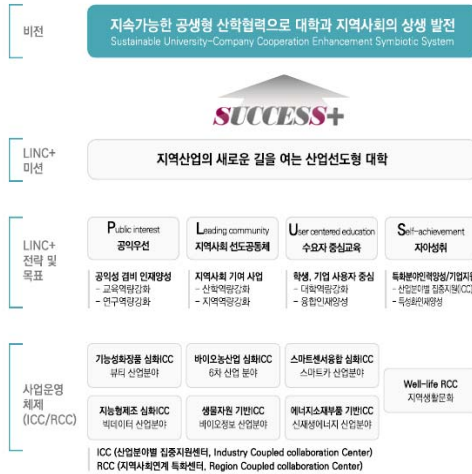 비전
지속가능한 공생형 산학협력으로 대학과 지역사회의 상생 발전
Sustainable University-Company Cooperation Enhancement Symbiotic System
SUCCESS+
LINC+
미션
지역산업의 새로운 길을 여는 산업선도형 대학
LINC+
전략 및
목표
Public interest
공익우선
Leading community
지역사회 선도공동체
User centered education
수요자 중심교육
Self-achievement
자아성취
공익성 겸비 인재양성
- 교육역량강화
- 연구역량강화
지역사회 기여 사업
- 산학역량강화
- 지역역량강화
학생, 기업 사용자 중심
- 대학역량강화
- 융합인재양성
특화분야인력양성/기업지원
- 산업분야별 집중지원(ICC)
- 특성화인재양성
사업운영
체제
(ICC/RCC)
기능성화장품 심화ICC
뷰티 산업분야
바이오농산업 심화ICC
6차 산업 분야
스마트센서융합 심화ICC
스마트카 산업분야
Well-life RCC
지역생활문화
지능형제조 심화ICC
빅데이터 산업분야
생물자원 기반ICC
바이오정보 산업분야
에너지소재부품 기반ICC
신재생에너지 산업분야
ICC (산업분야별 집중지원센터, Industry Coupled collaboration Center)
RCC (지역사회연계 특화센터, Region Coupled collaboration Center)